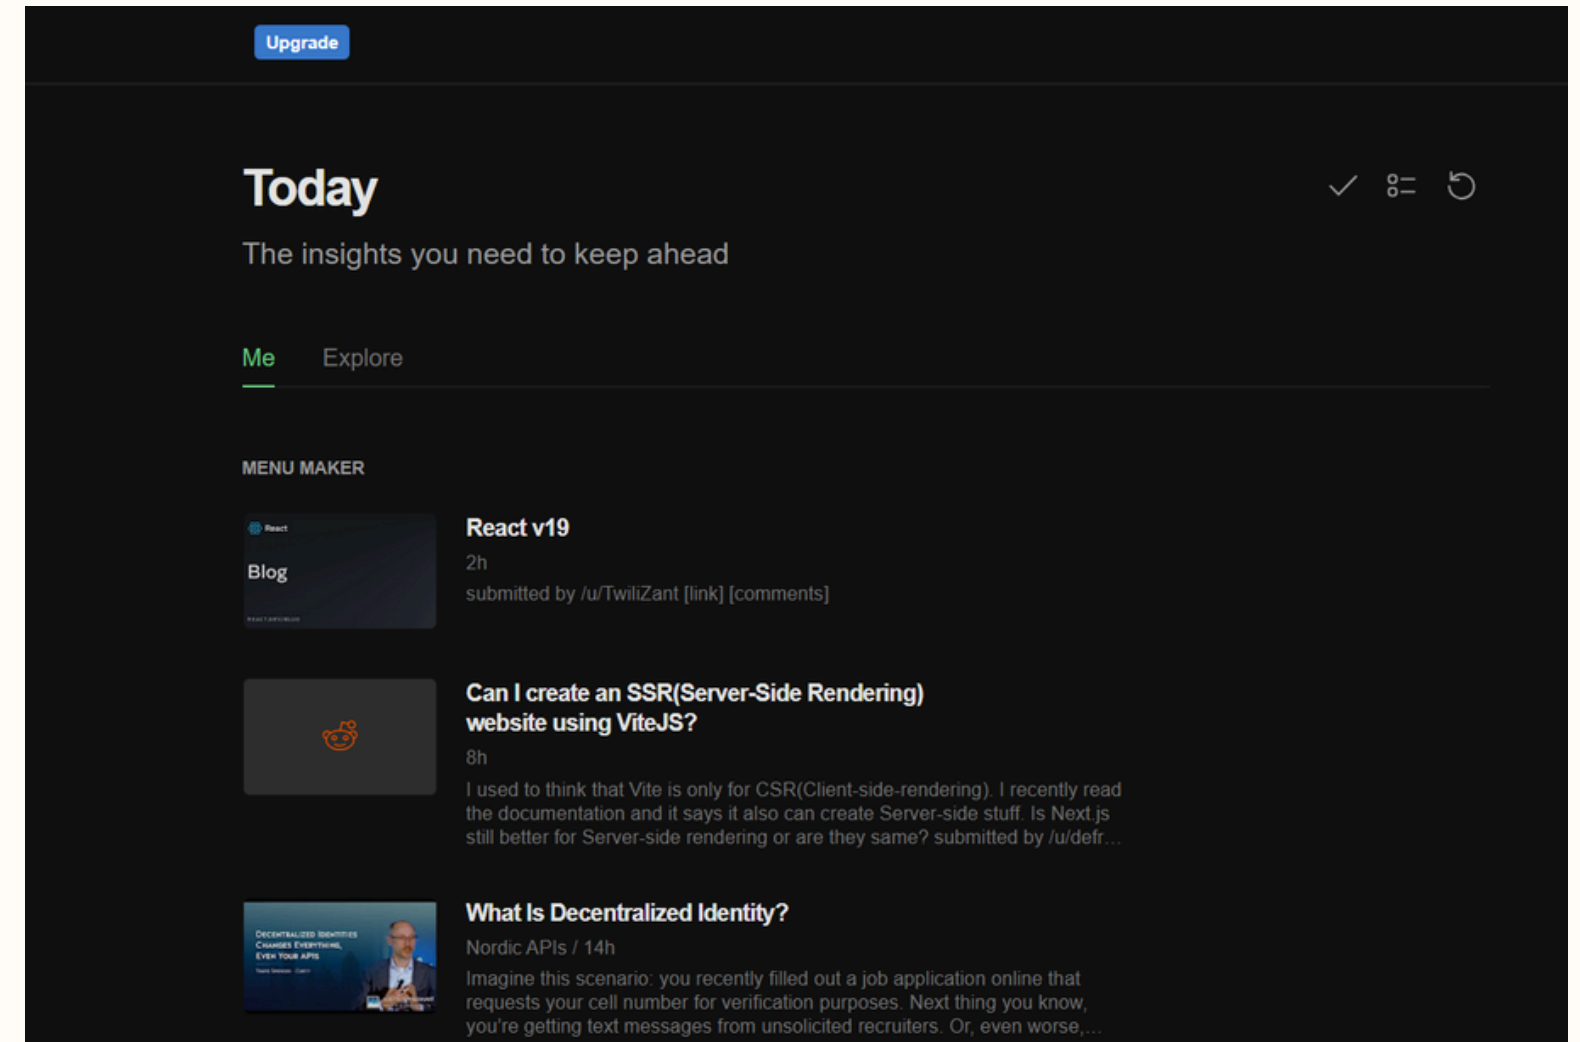 Upgrade
Today
The insights you need to keep ahead
Me
Explore
MENU MAKER
React
Blog
React v19
2h
submitted by /u/TwiliZant [link] [comments]
Can I create an SSR(Server-Side Rendering)
website using ViteJS?
8h
I used to think that Vite is only for CSR(Client-side-rendering). I recently read
the documentation and it says it also can create Server-side stuff. Is Next.js
still better for Server-side rendering or are they same? submitted by /u/defr…
DECENTRALIZED IDENTITIES
CHANGES EVERYTHING,
EVEN YOUR APIS
What Is Decentralized Identity?
Nordic APIs / 14h
Imagine this scenario: you recently filled out a job application online that
requests your cell number for verification purposes. Next thing you know,
you're getting text messages from unsolicited recruiters. Or, even worse,…